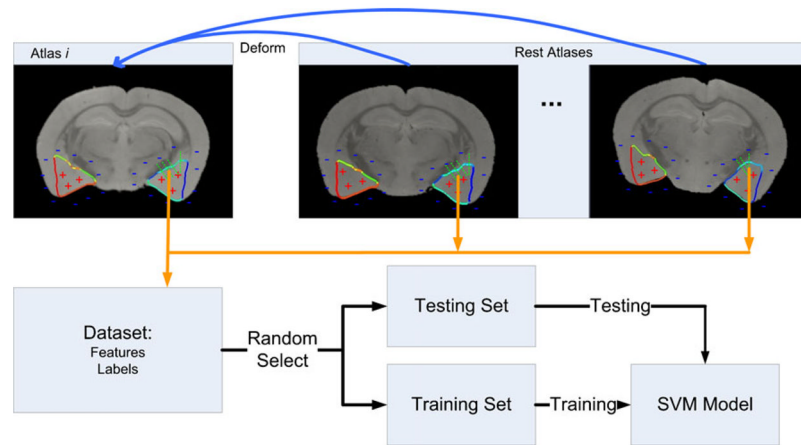 Atlas i
Deform
Rest Atlases
...
Dataset:
Features
Labels
Random
Select
Testing Set
Testing
Training Set
Training
SVM Model